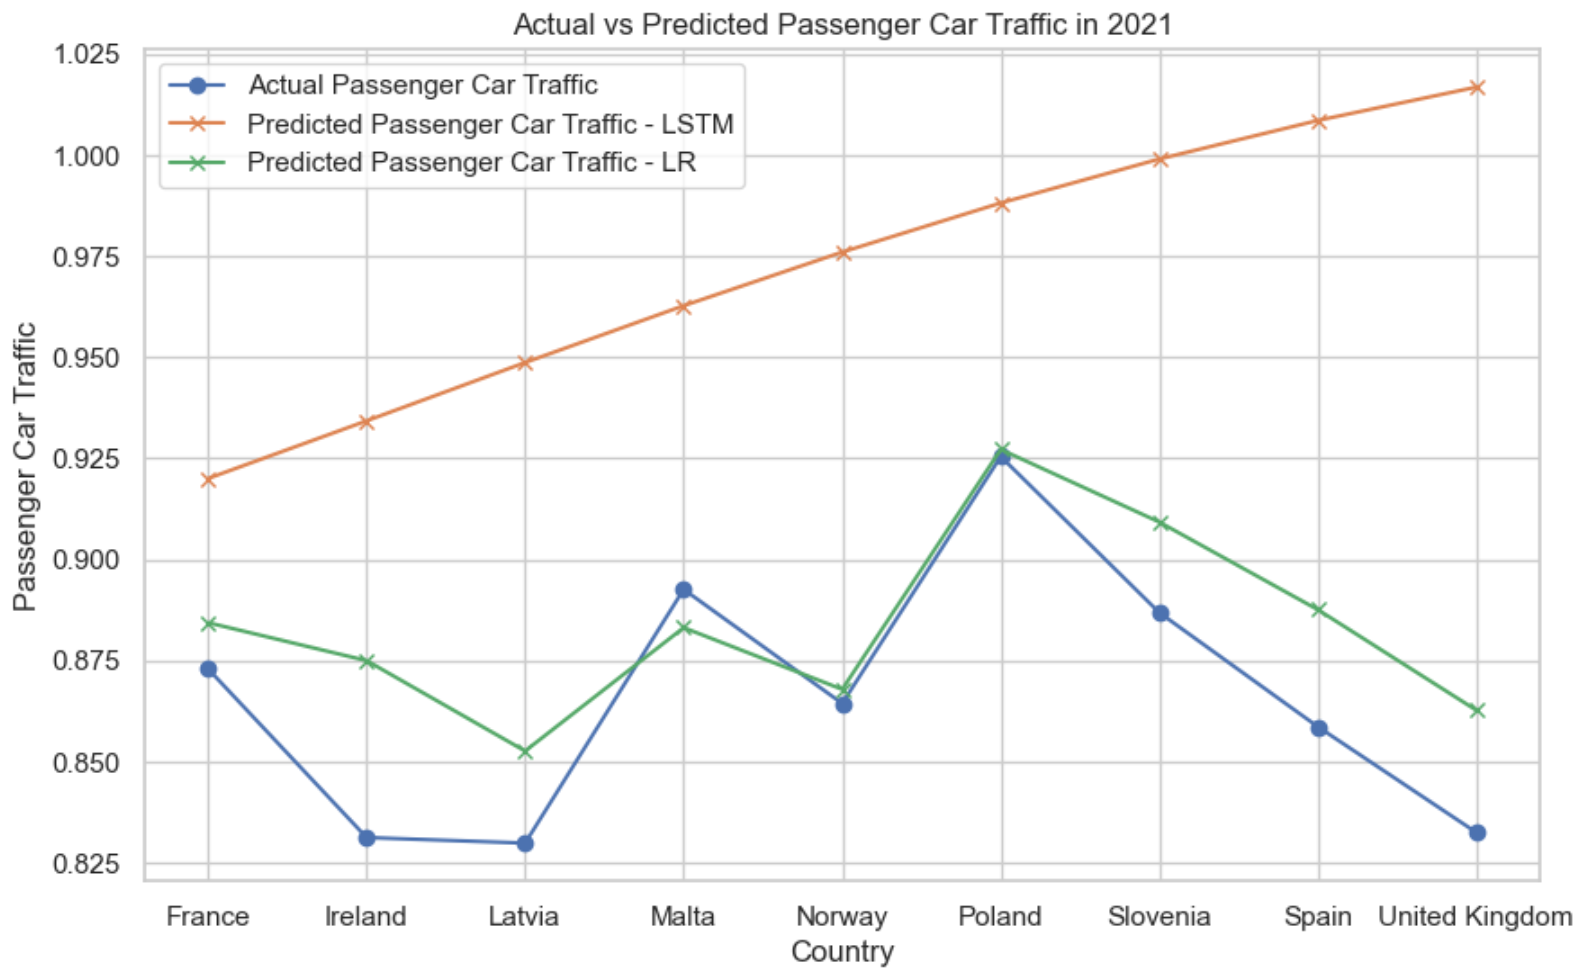 Actual vs Predicted Passenger Car Traffic in 2021
1.025
1.000
0.975
0.950
0.925
0.900
0.875
0.850
0.825
Passenger Car Traffic
Actual Passenger Car Traffic
Predicted Passenger Car Traffic - LSTM
Predicted Passenger Car Traffic - LR
France Ireland Latvia Malta Norway Poland Slovenia Spain United Kingdom
Country